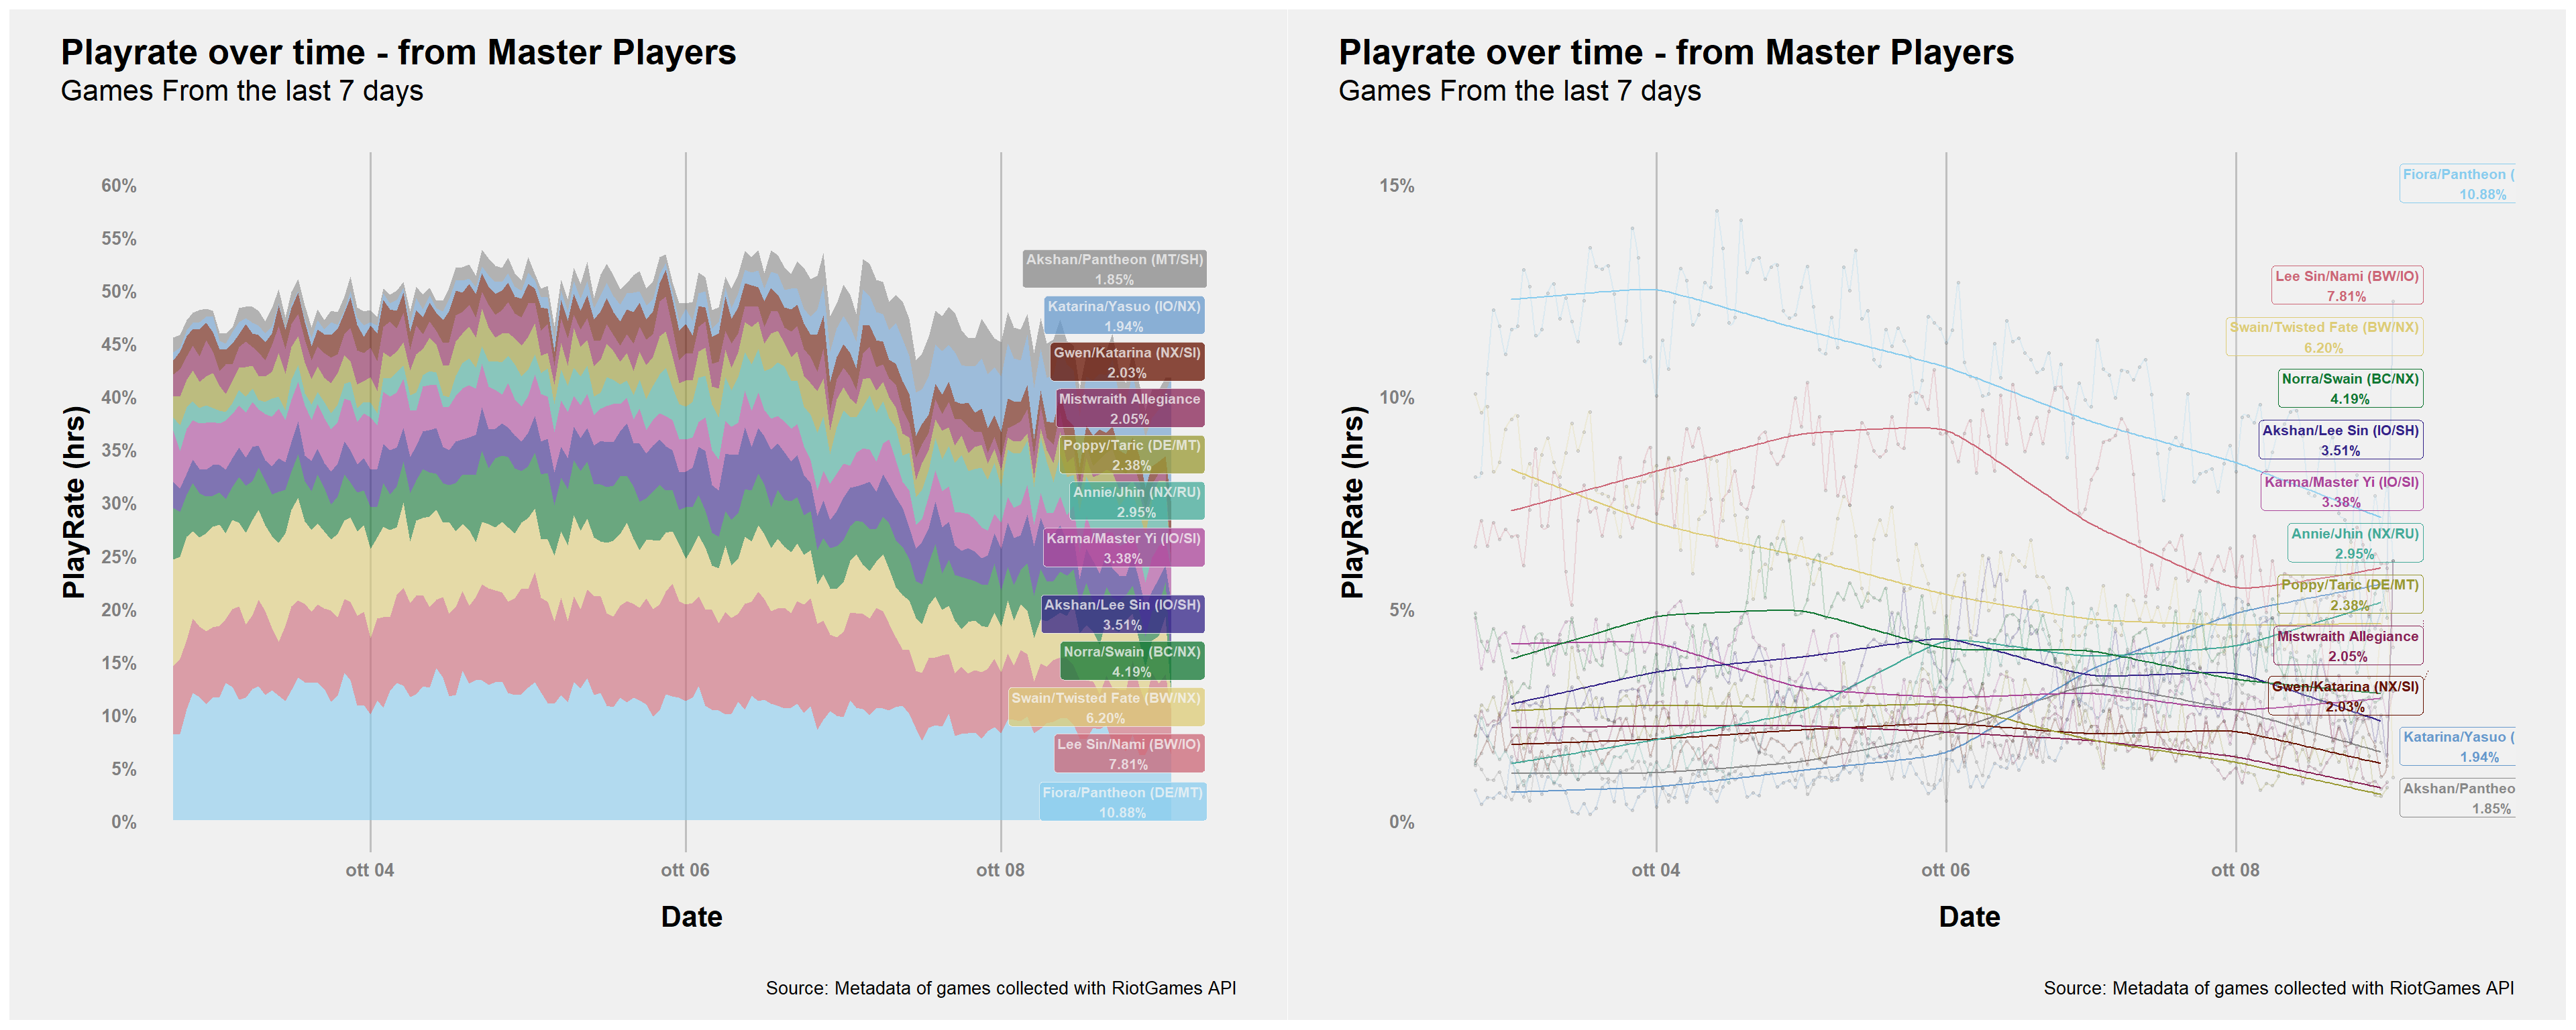 Playrate over time - from Master Players
Games From the last 7 days
PlayRate (hrs)
60%
55%
50%
45%
40%
35%
30%
25%
20%
15%
10%
5%
0%
Akshan/Pantheon (MT/SH)
1.85%
Katarina/Yasuo (IO/NX)
1.94%
Gwen/Katarina (NX/SI)
2.03%
Mistwraith Allegiance
2.05%
Poppy/Taric (DE/MT)
2.38%
Annie/Jhin (NX/RU)
2.95%
Karma/Master Yi (IO/SI)
3.38%
Akshan/Lee Sin (IO/SH)
3.51%
Norra/Swain (BC/NX)
4.19%
Swain/Twisted Fate (BW/NX)
6.20%
Lee Sin/Nami (BW/IO)
7.81%
Fiora/Pantheon (DE/MT)
10.88%
ott 04
ott 06
ott 08
Date
Source: Metadata of games collected with RiotGames API
Playrate over time - from Master Players
Games From the last 7 days
PlayRate (hrs)
15%
10%
5%
0%
Fiora/Pantheon (
10.88%
Lee Sin/Nami (BW/IO)
7.81%
Swain/Twisted Fate (BW/NX)
6.20%
Norra/Swain (BC/NX)
4.19%
Akshan/Lee Sin (IO/SH)
3.51%
Karma/Master Yi (IO/SI)
3.38%
Annie/Jhin (NX/RU)
2.95%
Poppy/Taric (DE/MT)
2.38%
Mistwraith Allegiance
2.05%
Gwen/Katarina (NX/SI)
2.03%
Katarina/Yasuo (
1.94%
Akshan/Pantheo
1.85%
ott 04
ott 06
ott 08
Date
Source: Metadata of games collected with RiotGames API